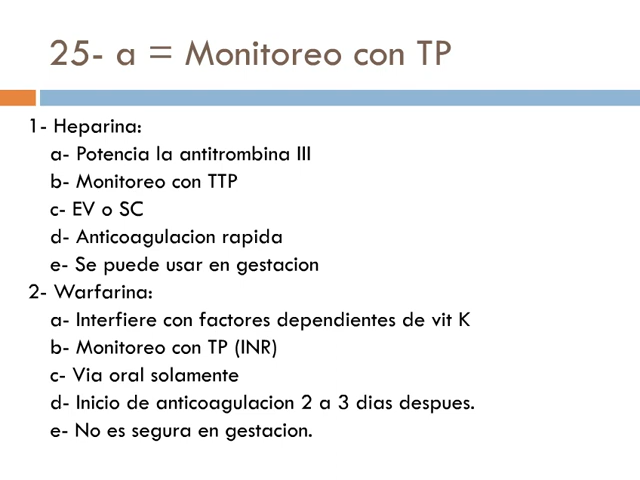 25- a = Monitoreo con TP
1- Heparina:
a- Potencia la antitrombina III
b- Monitoreo con TTP
c- EV o SC
d- Anticoagulacion rapida
e- Se puede usar en gestacion
2- Warfarina:
a- Interfiere con factores dependientes de vit K
b- Monitoreo con TP (INR)
c- Via oral solamente
d- Inicio de anticoagulacion 2 a 3 dias despues.
e- No es segura en gestacion.